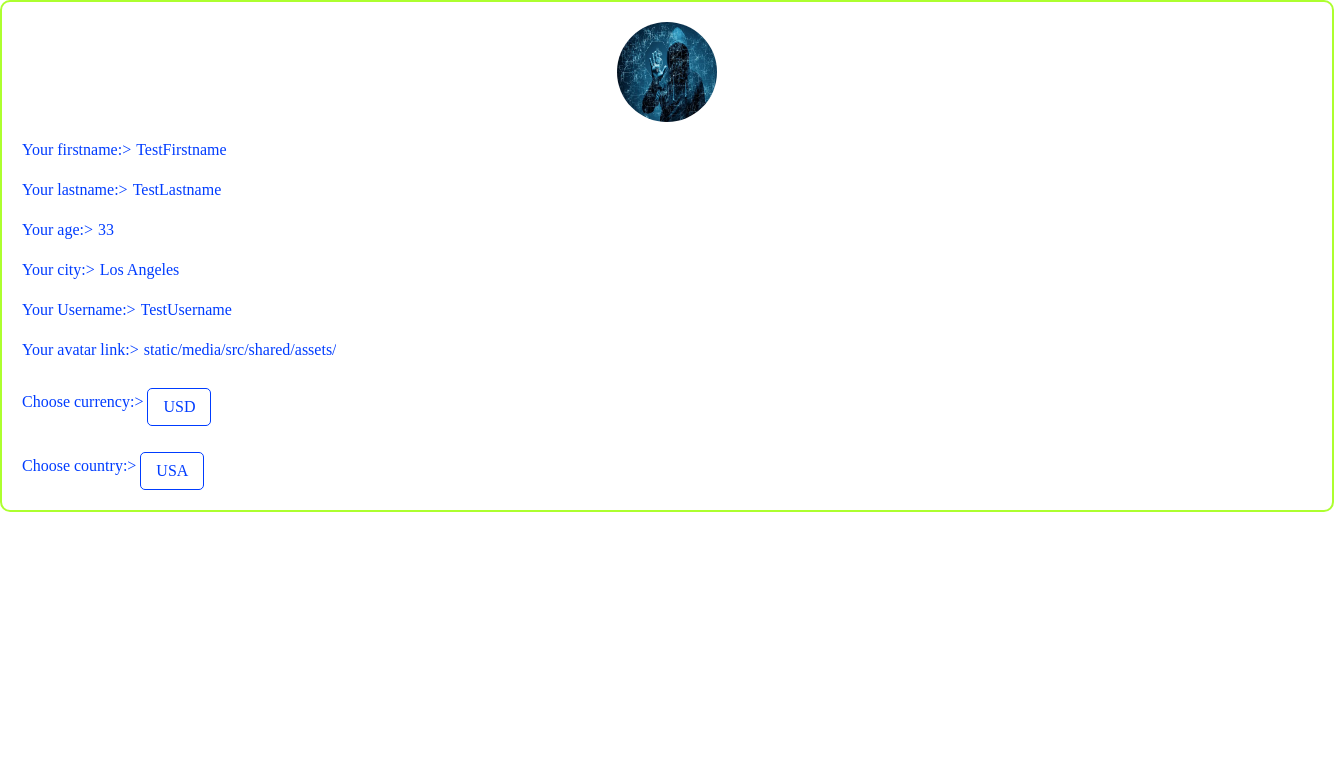 Your firstname:> TestFirstname
Your lastname:> TestLastname
Your age:> 33
Your city:> Los Angeles
Your Username:> TestUsername
Your avatar link:> static/media/src/shared/assets/
Choose currency:> USD
Choose country:> USA